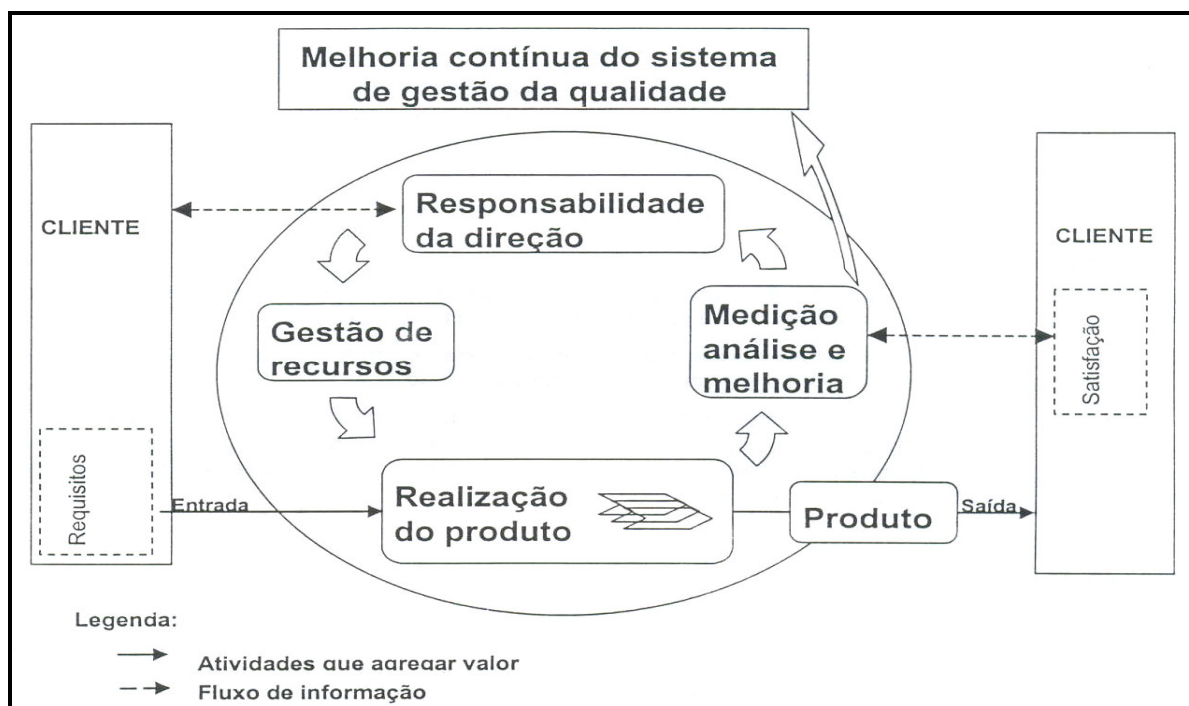 Melhoria contínua do sistema
de gestão da qualidade
CLIENTE
Responsabilidade
da direção
CLIENTE
Gestão de
recursos
Medição
análise e
melhoria
Satisfação
Requisitos
Entrada
Realização
do produto
Produto
Saída
Legenda:
Atividades que agregar valor
Fluxo de informação